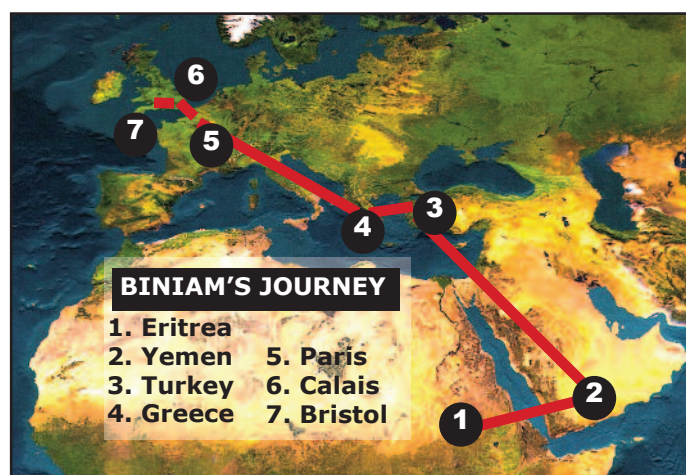 6
7
5
4
3
BINIAM'S JOURNEY
1. Eritrea
2. Yemen 5. Paris
3. Turkey 6. Calais
4. Greece 7. Bristol
2
1